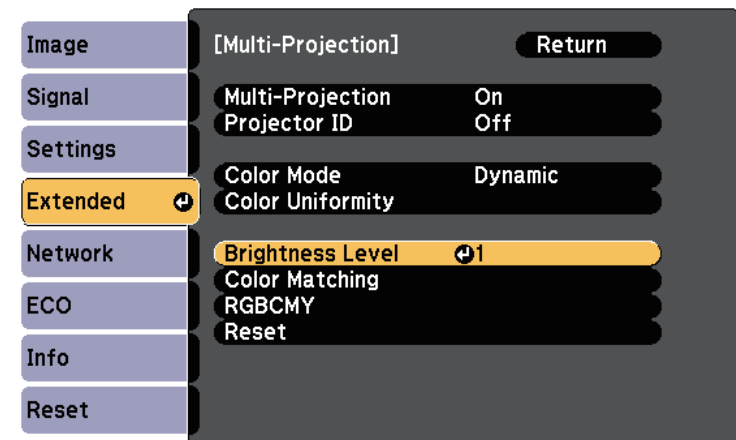 Image
Signal
Settings
Extended
Network
ECO
Info
Reset
[Multi-Projection] Return
Multi-Projection On
Projector ID Off
Color Mode Dynamic
Color Uniformity
Brightness Level 1
Color Matching
RGBCMY
Reset